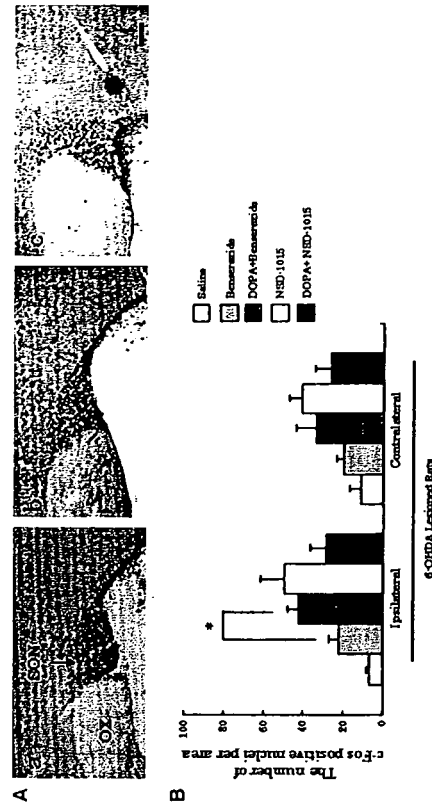 A
a
SON
OX
b
c
B
The number of
c-Fos positive nuclei per area
100
80
60
40
20
0
*
Ipsilateral
Contralateral
6-OHDA Lesioned Rats
Saline
Benserazide
DOPA+Benserazide
NSD-1015
DOPA+ NSD-1015